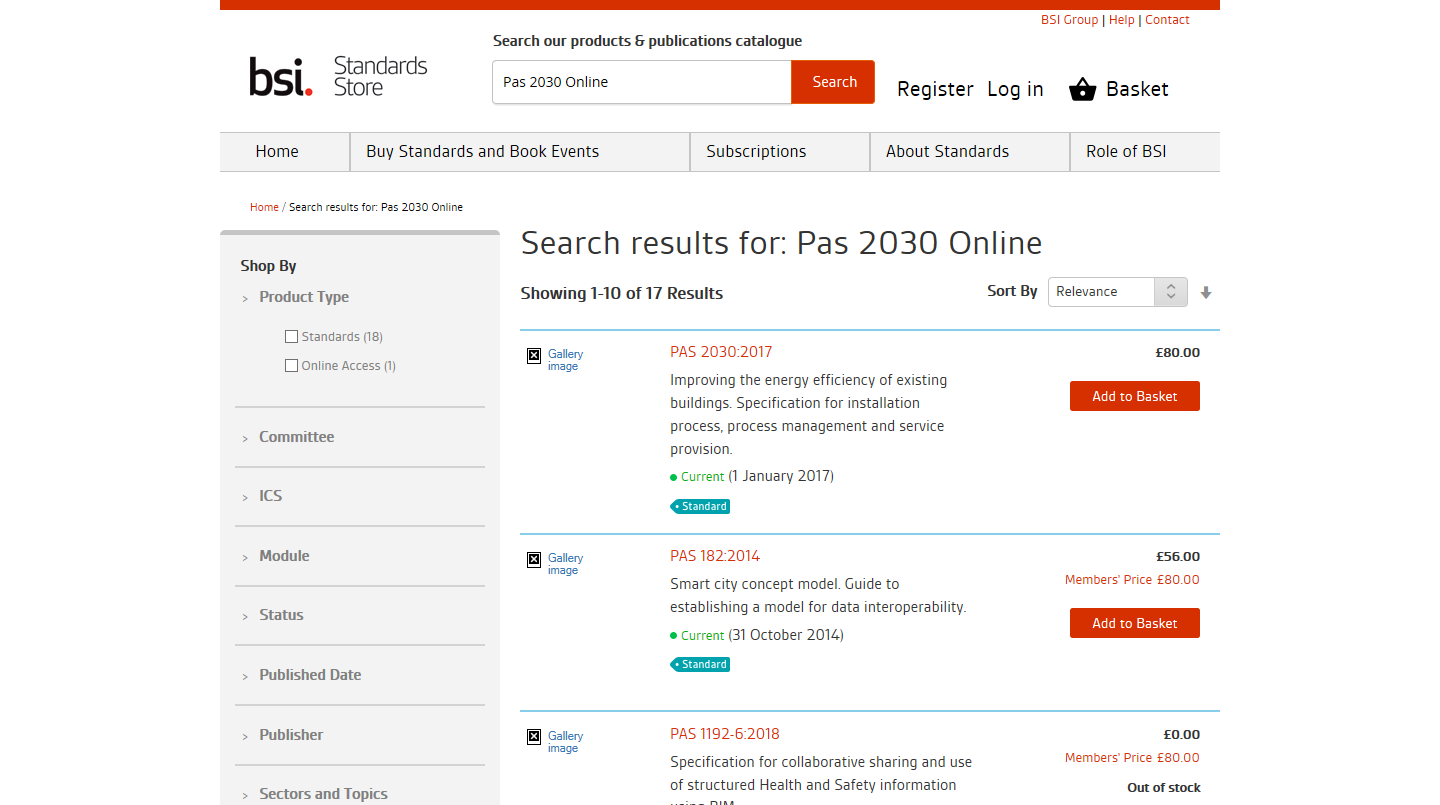 BSI Group | Help | Contact
Search our products & publications catalogue
bsi. Standards Store
Pas 2030 Online
Search
Register Log in Basket
Home
Buy Standards and Book Events
Subscriptions
About Standards
Role of BSI
Home / Search results for: Pas 2030 Online
Shop By
> Product Type
Standards (18)
Online Access (1)
> Committee
> ICS
> Module
> Status
> Published Date
> Publisher
> Sectors and Topics
Search results for: Pas 2030 Online
Showing 1-10 of 17 Results
Sort By Relevance
Gallery image
PAS 2030:2017
Improving the energy efficiency of existing
buildings. Specification for installation
process, process management and service
provision.
Current (1 January 2017)
Standard
£80.00
Add to Basket
Gallery image
PAS 182:2014
Smart city concept model. Guide to
establishing a model for data interoperability.
Current (31 October 2014)
Standard
£56.00
Members' Price £80.00
Add to Basket
Gallery image
PAS 1192-6:2018
Specification for collaborative sharing and use
of structured Health and Safety information
using BIM
£0.00
Members' Price £80.00
Out of stock